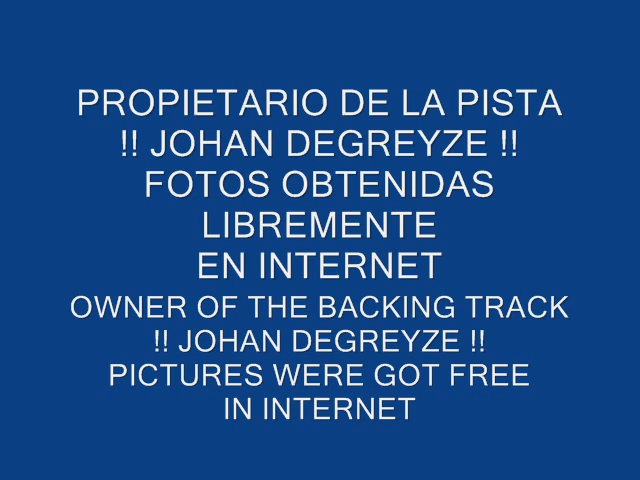 PROPIETARIO DE LA PISTA
!! JOHAN DEGREYZE !!
FOTOS OBTENIDAS
LIBREMENTE
EN INTERNET
OWNER OF THE BACKING TRACK
!! JOHAN DEGREYZE !!
PICTURES WERE GOT FREE
IN INTERNET